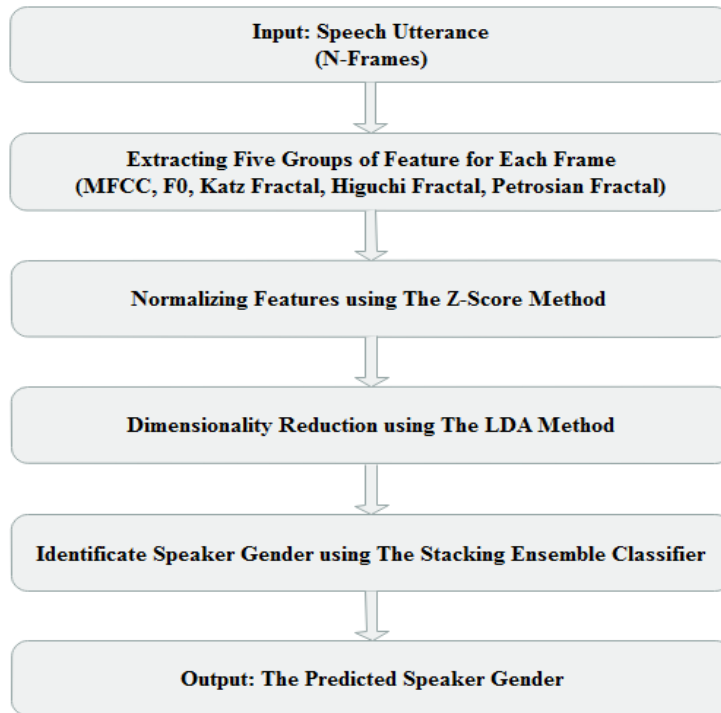 Input: Speech Utterance
(N-Frames)
Extracting Five Groups of Feature for Each Frame
(MFCC, F0, Katz Fractal, Higuchi Fractal, Petrosian Fractal)
Normalizing Features using The Z-Score Method
Dimensionality Reduction using The LDA Method
Identificate Speaker Gender using The Stacking Ensemble Classifier
Output: The Predicted Speaker Gender